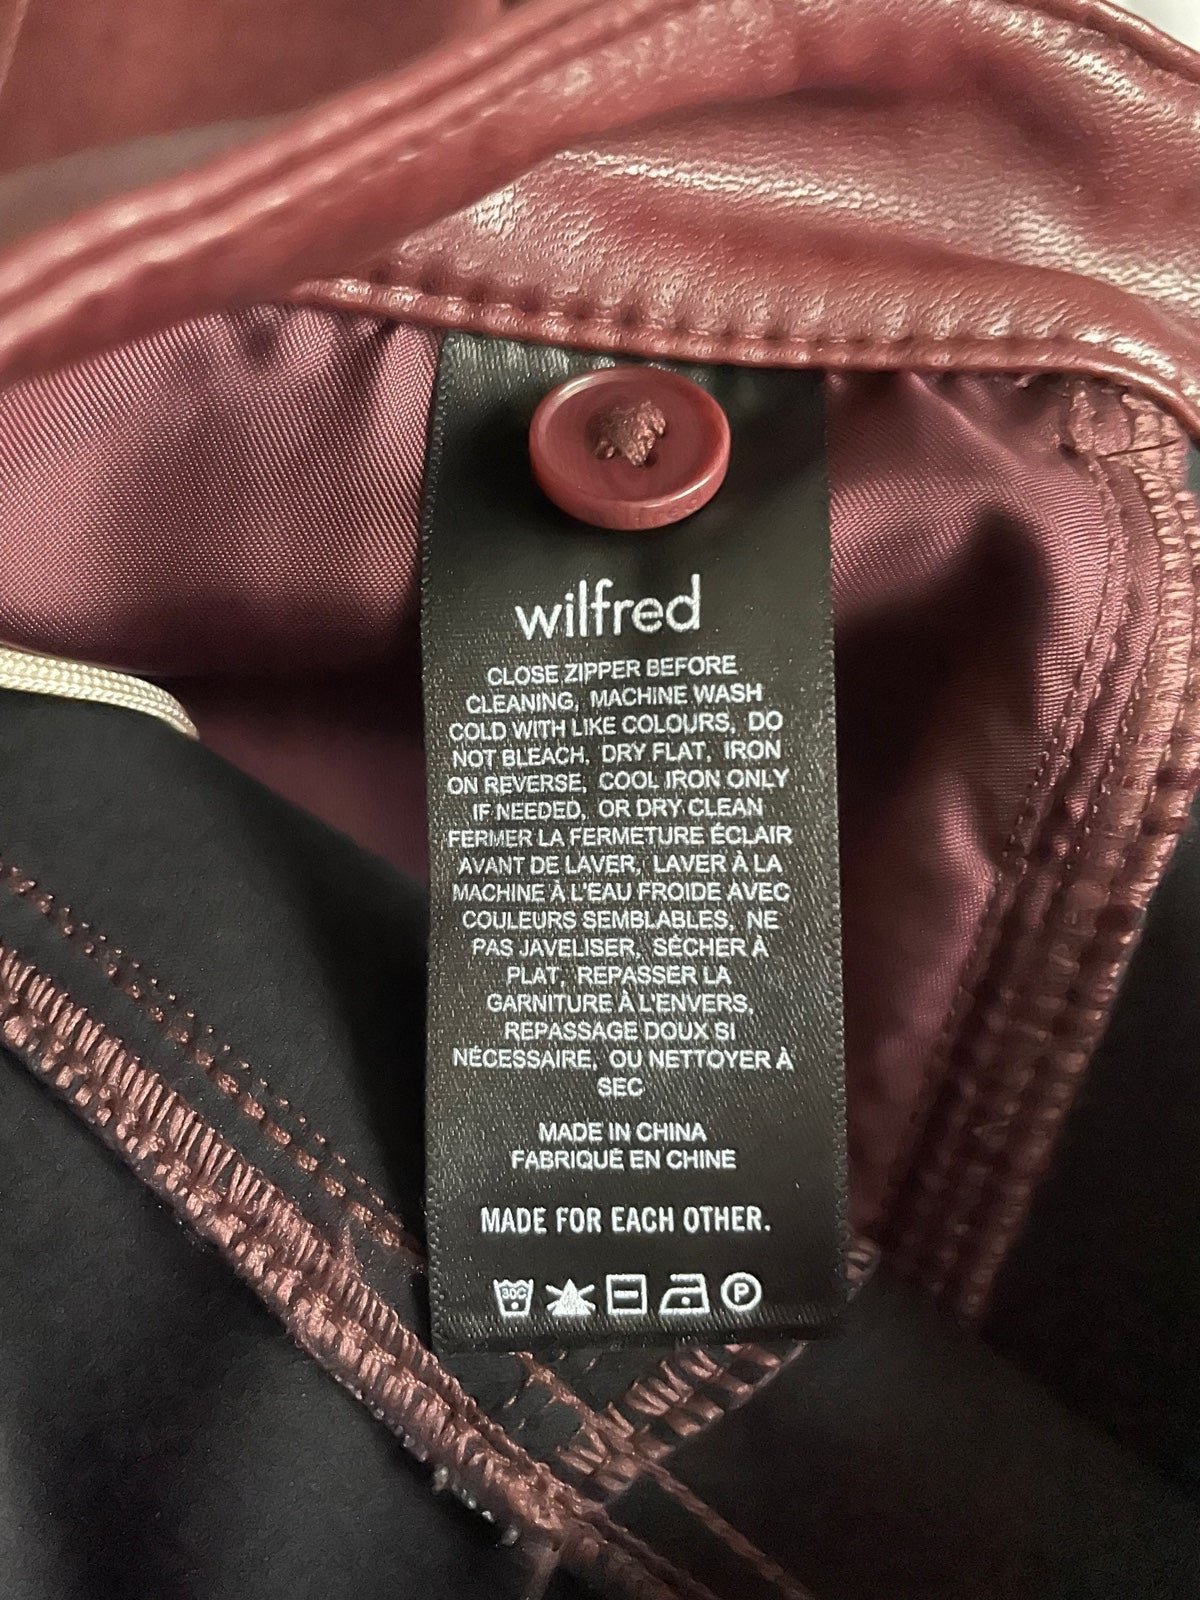 wilfred
CLOSE ZIPPER BEFORE
CLEANING, MACHINE WASH
COLD WITH LIKE COLOURS, DO
NOT BLEACH, DRY FLAT, IRON
ON REVERSE, COOL IRON ONLY
IF NEEDED, OR DRY CLEAN
FERMER LA FERMETURE ÉCLAIR
AVANT DE LAVER, LAVER À LA
MACHINE À L'EAU FROIDE AVEC
COULEURS SEMBLABLES, NE
PAS JAVELISER, SÉCHER À
PLAT, REPASSER LA
GARNITURE À L'ENVERS,
REPASSAGE DOUX SI
NÉCESSAIRE, OU NETTOYER À
SEC
MADE IN CHINA
FABRIQUÉ EN CHINE
MADE FOR EACH OTHER.
30C P